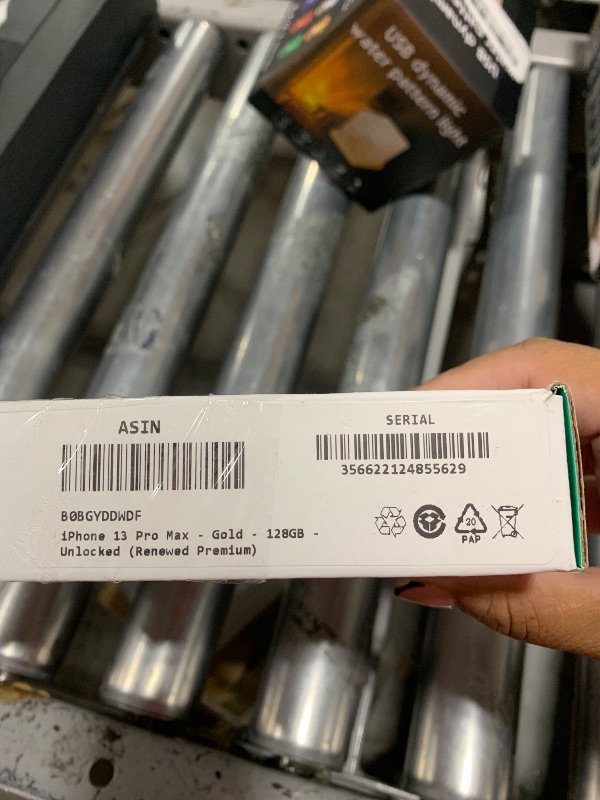 USB dynamic
water pattern light
ASIN
SERIAL
356622124855629
B0BGYDDWDF
iPhone 13 Pro Max - Gold - 128GB -
Unlocked (Renewed Premium)
20
PAP